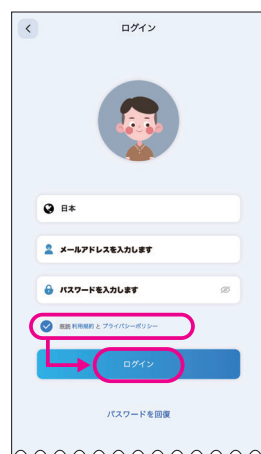 ログイン
日本
メールアドレスを入力します
パスワードを入力します
利用規約 と プライバシーポリシー
ログイン
パスワードを回復